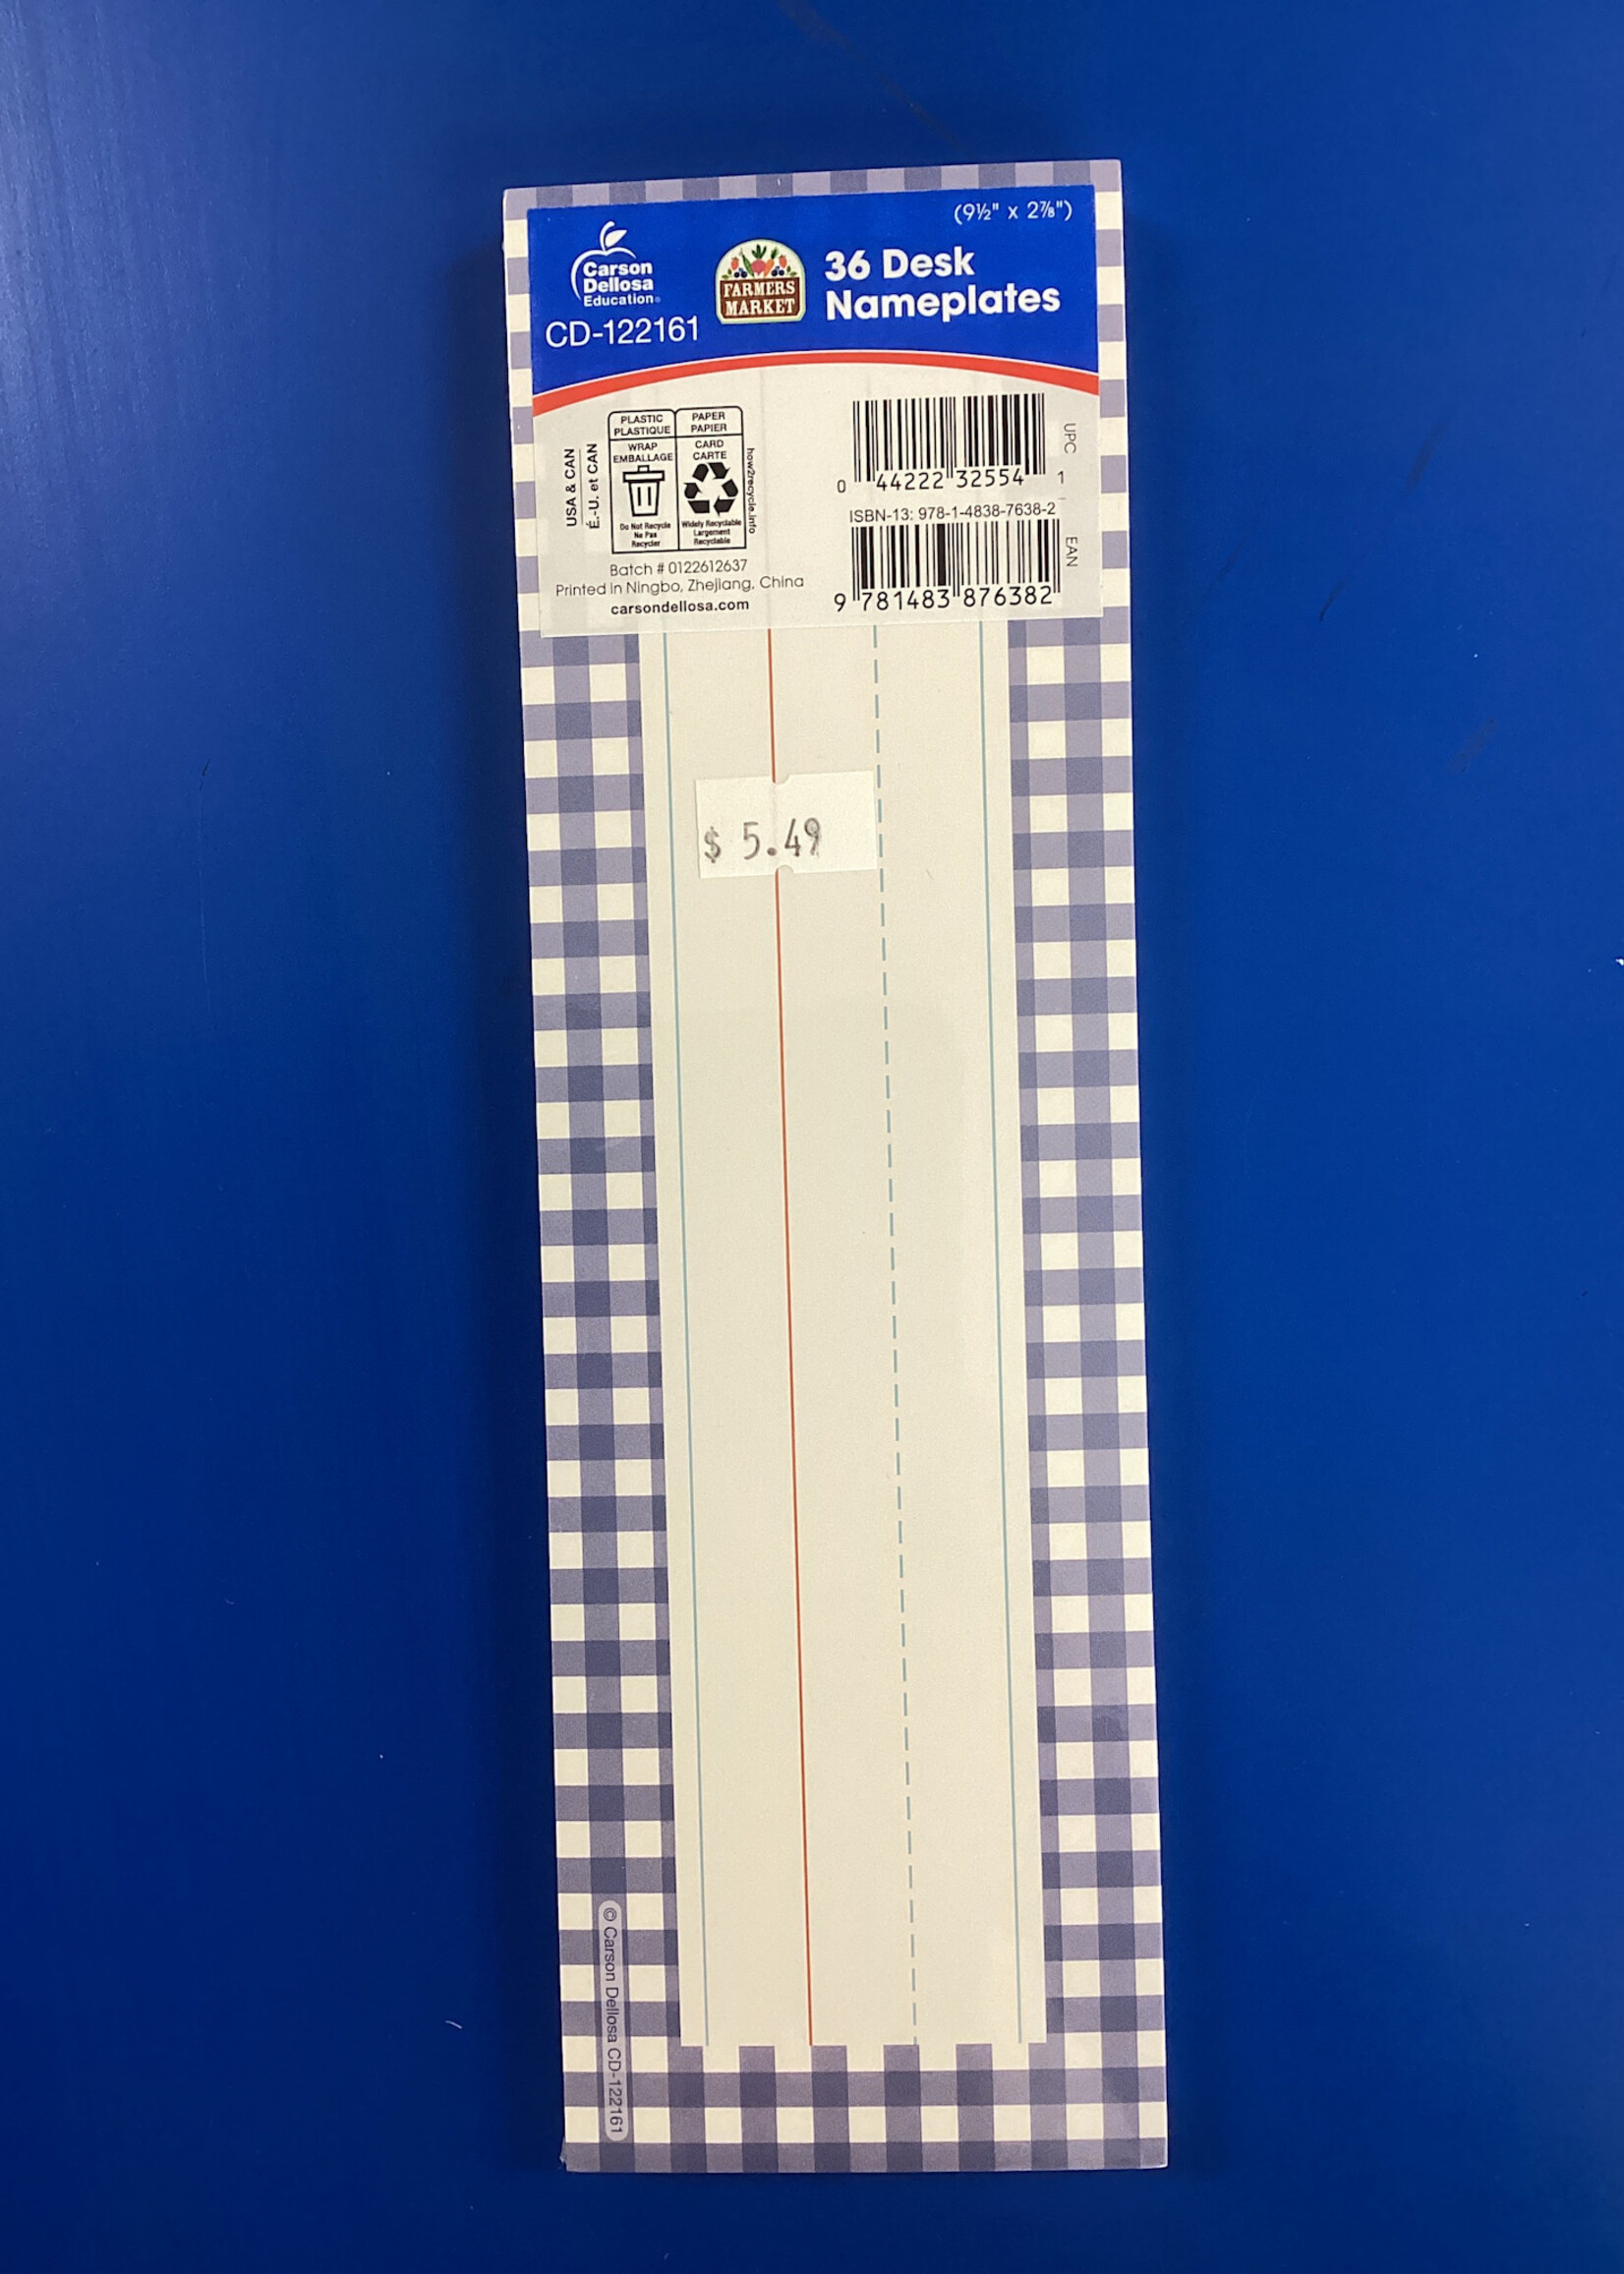 (9½" x 2⅞")
Carson
Dellosa
Education®
CD-122161
FARMERS
MARKET
36 Desk
Nameplates
USA & CAN
É.-U. et CAN
PLASTIC
PLASTIQUE
WRAP
EMBALLAGE
Do Not Recycle
Ne Pas
Recycler
PAPER
PAPIER
CARD
CARTE
Widely Recyclable
Largement
Recyclable
how2recycle.info
Batch # 0122612637
Printed in Ningbo, Zhejiang, China
carsondellosa.com
UPC
0 44222 32554 1
ISBN-13: 978-1-4838-7638-2
EAN
9 781483 876382
$ 5.49
© Carson Dellosa CD-122161